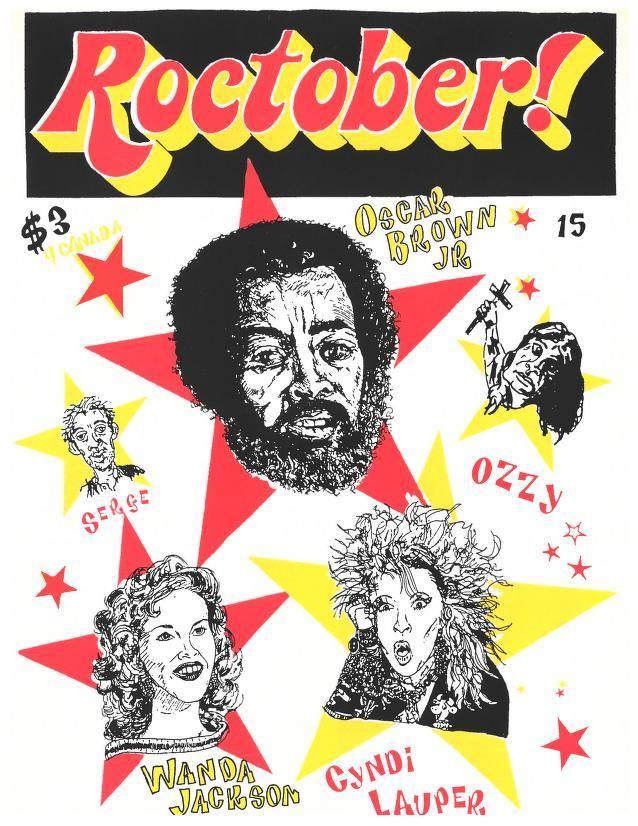 Roctober!
$3
4 CANADA
OSCAR
BROWN
JR
15
SERGE
OZZY
WANDA
JACKSON
CYNDi
LAUPER